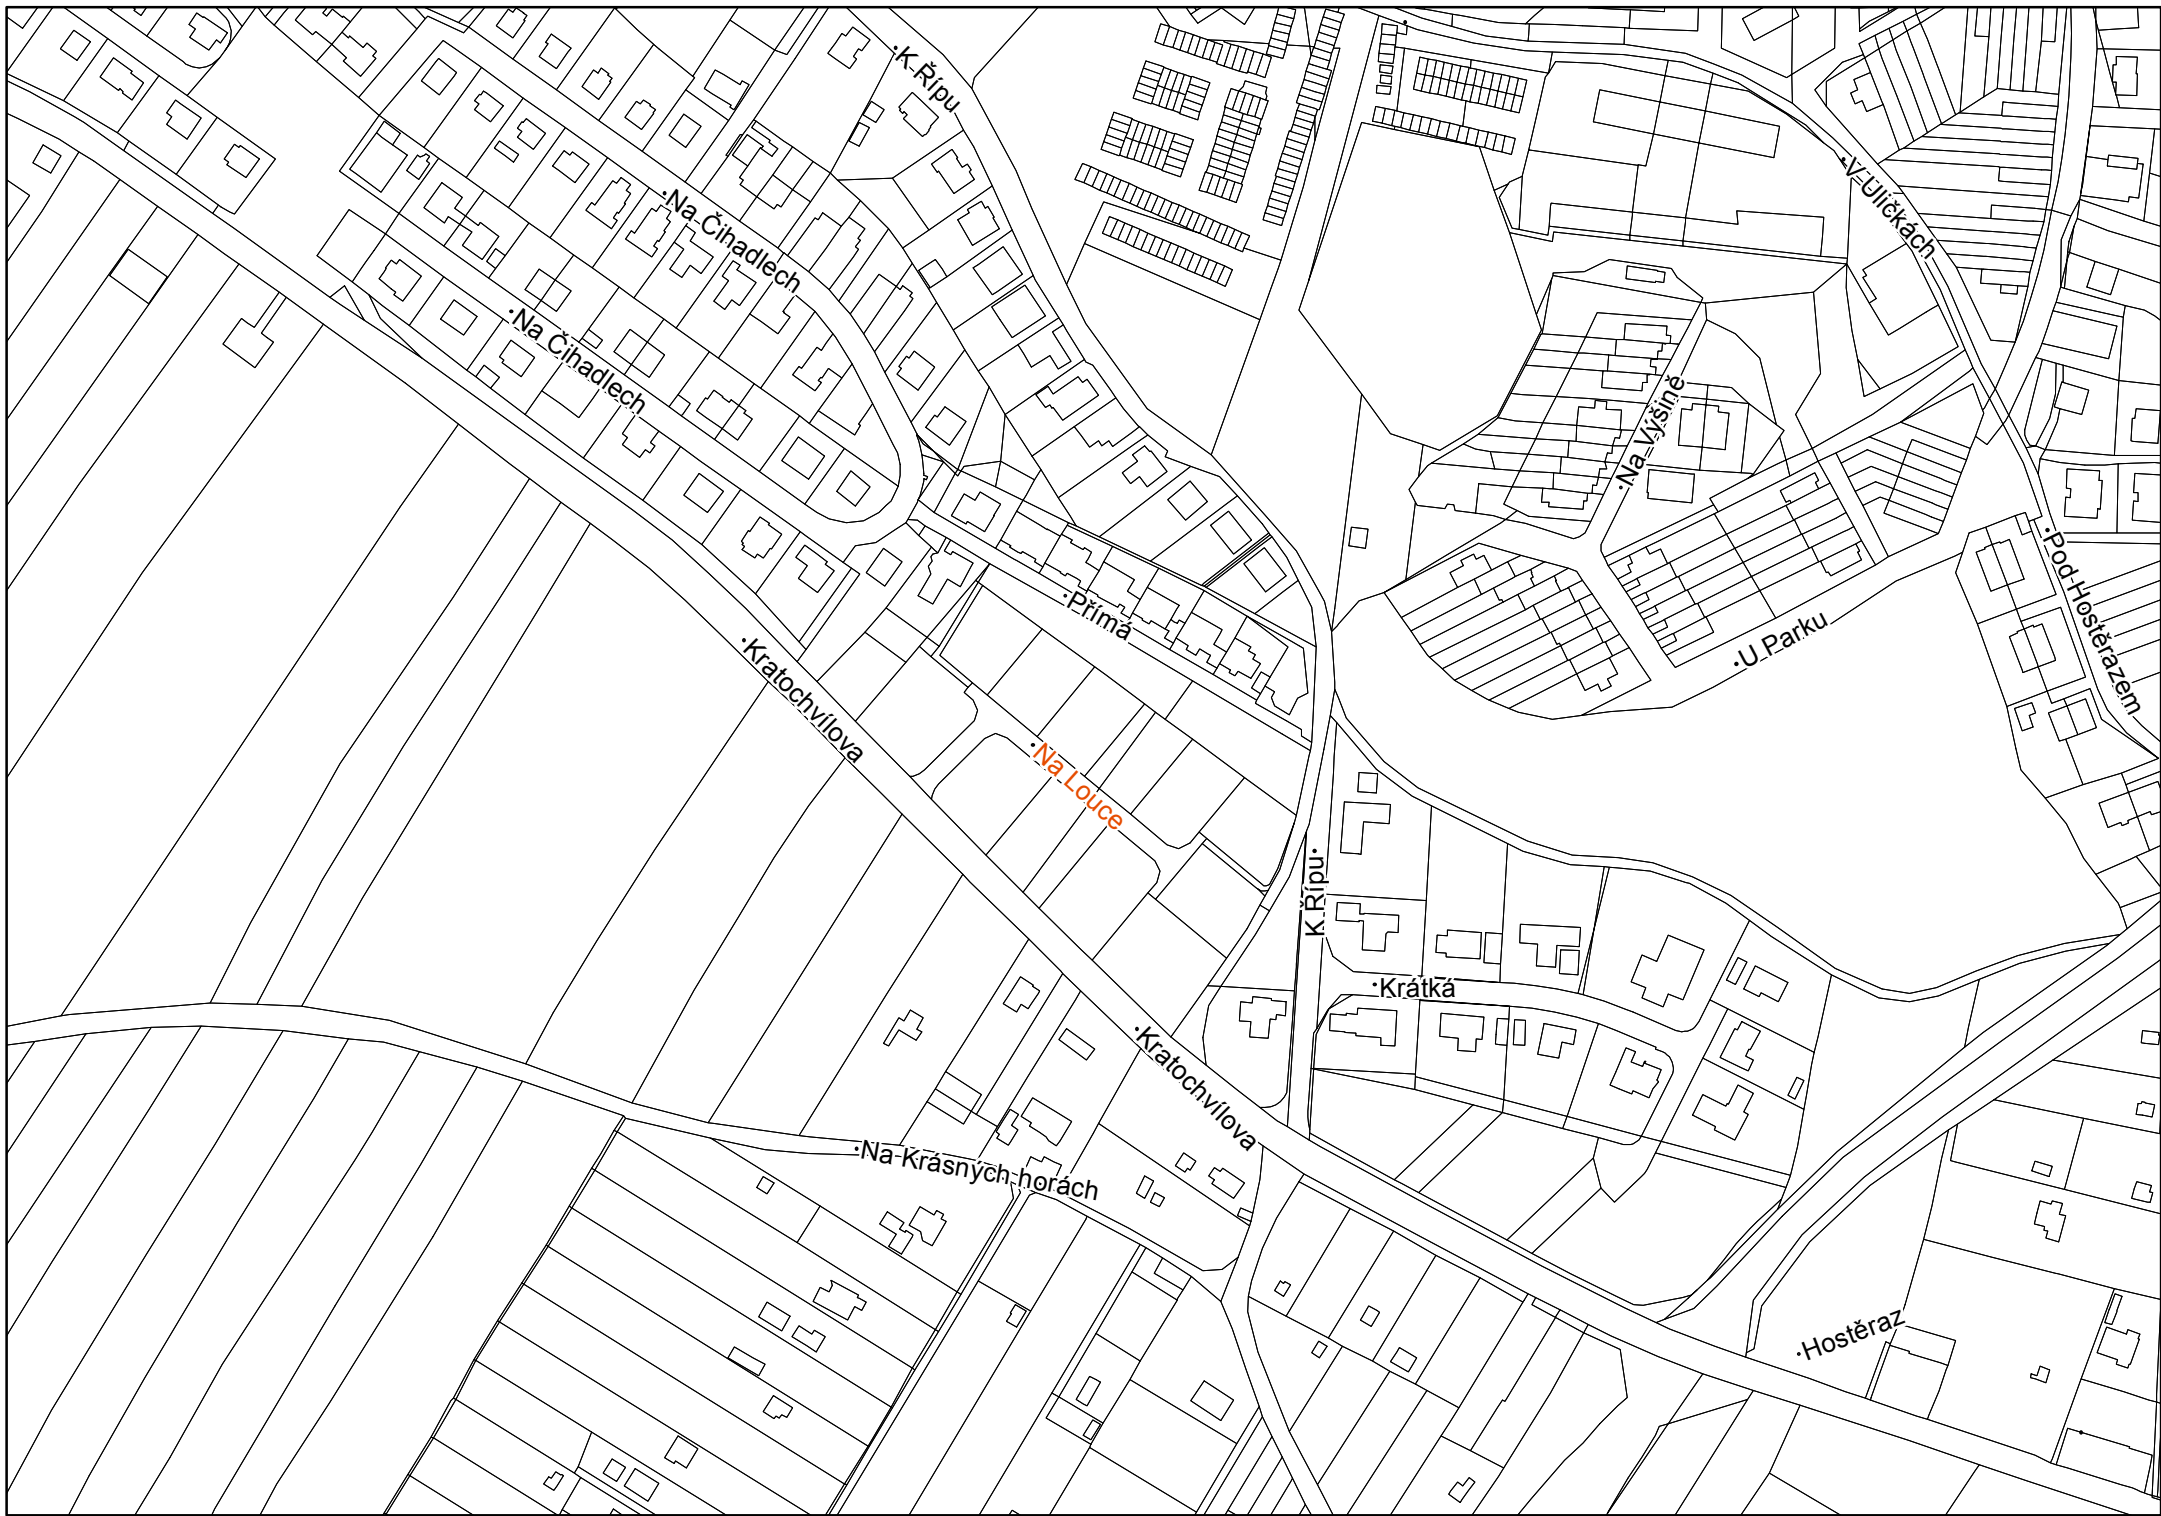 K Řípu
V Uličkách
Na Čihadlech
Na Čihadlech
Na Výšině
Pod Hostěrazem
Přímá
U Parku
Kratochvílova
Na Louce
K Řípu
Krátká
Kratochvílova
Na Krásných horách
Hostěraz